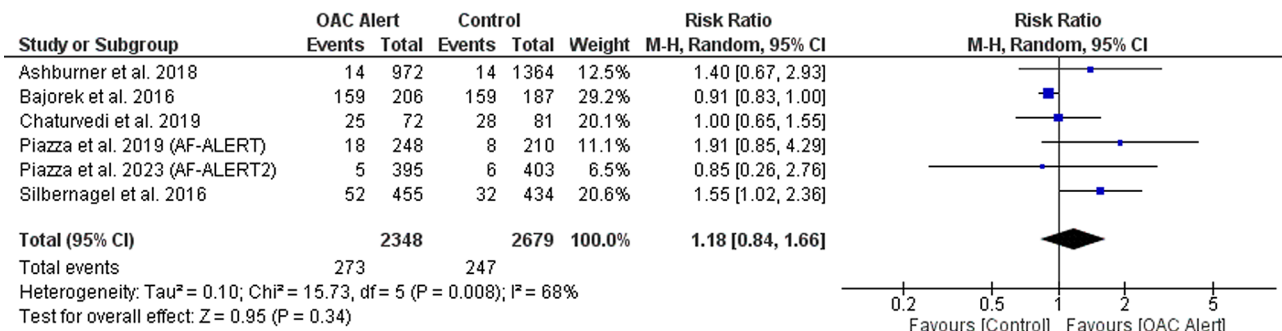 OAC Alert Control Risk Ratio Risk Ratio
Study or Subgroup Events Total Events Total Weight M-H, Random, 95% CI M-H, Random, 95% CI
Ashburner et al. 2018 14 972 14 1364 12.5% 1.40 [0.67, 2.93]
Bajorek et al. 2016 159 206 159 187 29.2% 0.91 [0.83, 1.00]
Chaturvedi et al. 2019 25 72 28 81 20.1% 1.00 [0.65, 1.55]
Piazza et al. 2019 (AF-ALERT) 18 248 8 210 11.1% 1.91 [0.85, 4.29]
Piazza et al. 2023 (AF-ALERT2) 5 395 6 403 6.5% 0.85 [0.26, 2.76]
Silbernagel et al. 2016 52 455 32 434 20.6% 1.55 [1.02, 2.36]
Total (95% CI) 2348 2679 100.0% 1.18 [0.84, 1.66]
Total events 273 247
Heterogeneity: Tau² = 0.10; Chi² = 15.73, df = 5 (P = 0.008); I² = 68%
Test for overall effect: Z = 0.95 (P = 0.34)
0.2 0.5 1 2 5
Favours [Control] Favours [OAC Alert]